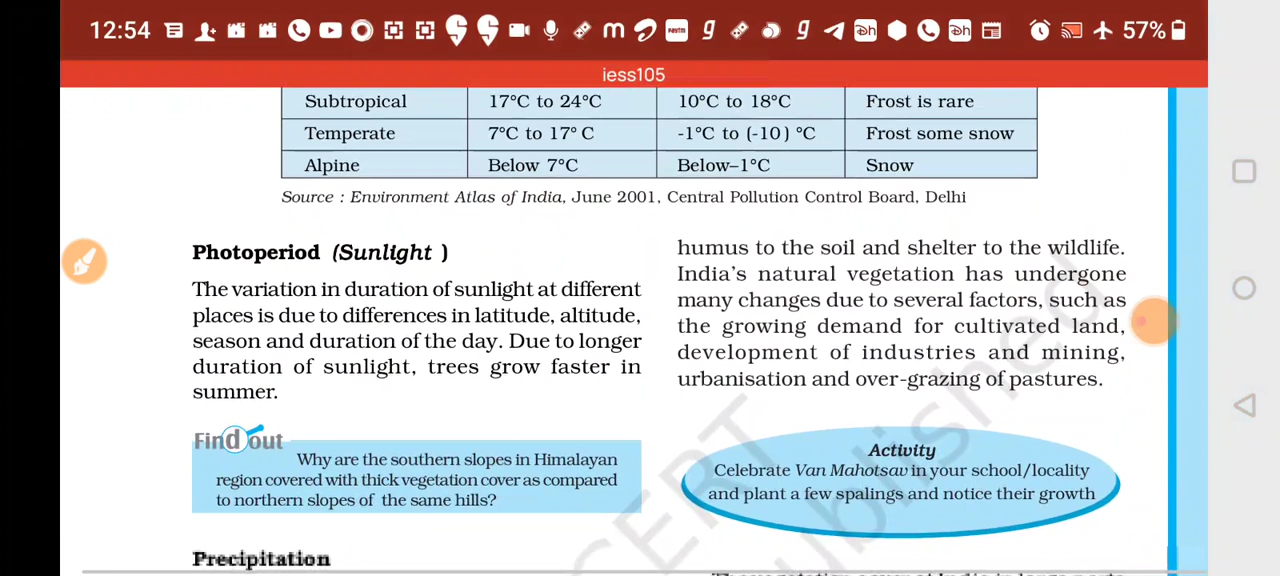 12:54 57%
iess105
Subtropical 17°C to 24°C 10°C to 18°C Frost is rare
Temperate 7°C to 17° C -1°C to (-10) °C Frost some snow
Alpine Below 7°C Below–1°C Snow
Source : Environment Atlas of India, June 2001, Central Pollution Control Board, Delhi
Photoperiod (Sunlight )
The variation in duration of sunlight at different
places is due to differences in latitude, altitude,
season and duration of the day. Due to longer
duration of sunlight, trees grow faster in
summer.
Find out
Why are the southern slopes in Himalayan
region covered with thick vegetation cover as compared
to northern slopes of the same hills?
Precipitation
humus to the soil and shelter to the wildlife.
India's natural vegetation has undergone
many changes due to several factors, such as
the growing demand for cultivated land,
development of industries and mining,
urbanisation and over-grazing of pastures.
Activity
Celebrate Van Mahotsav in your school/locality
and plant a few spalings and notice their growth